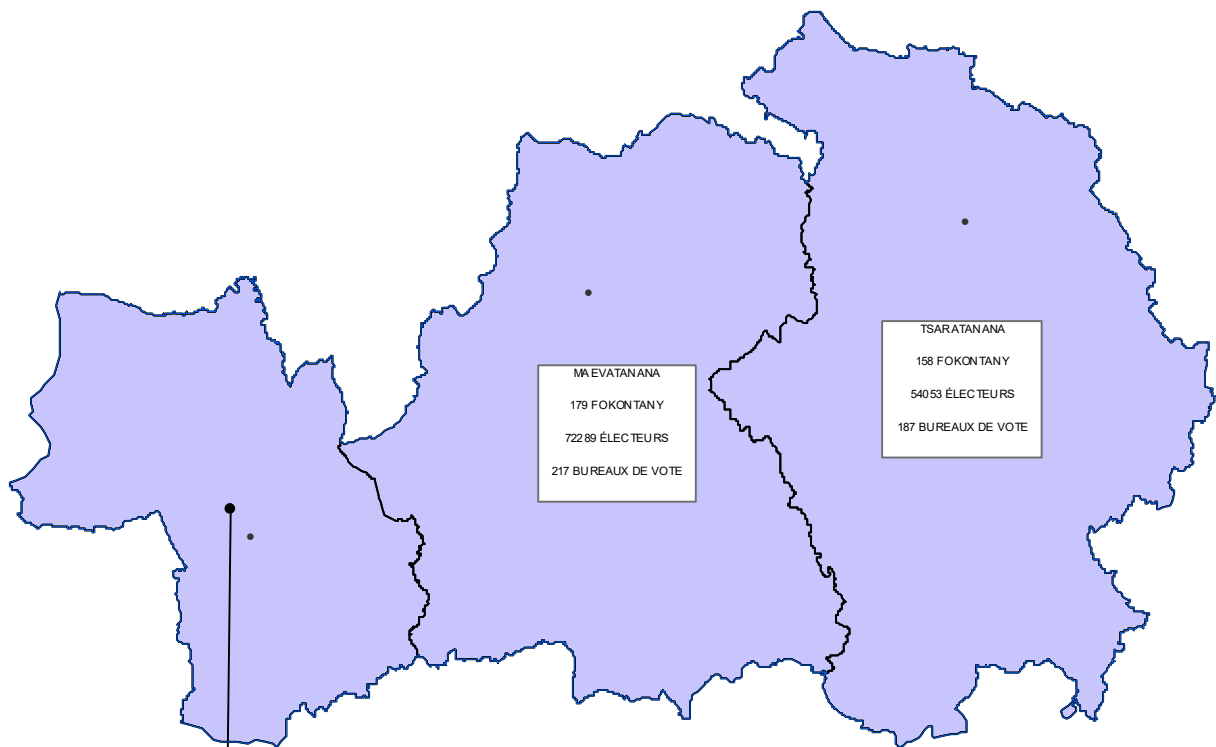 MAEVATANANA
179 FOKONTANY
72289 ÉLECTEURS
217 BUREAUX DE VOTE
TSARATANANA
158 FOKONTANY
54053 ÉLECTEURS
187 BUREAUX DE VOTE